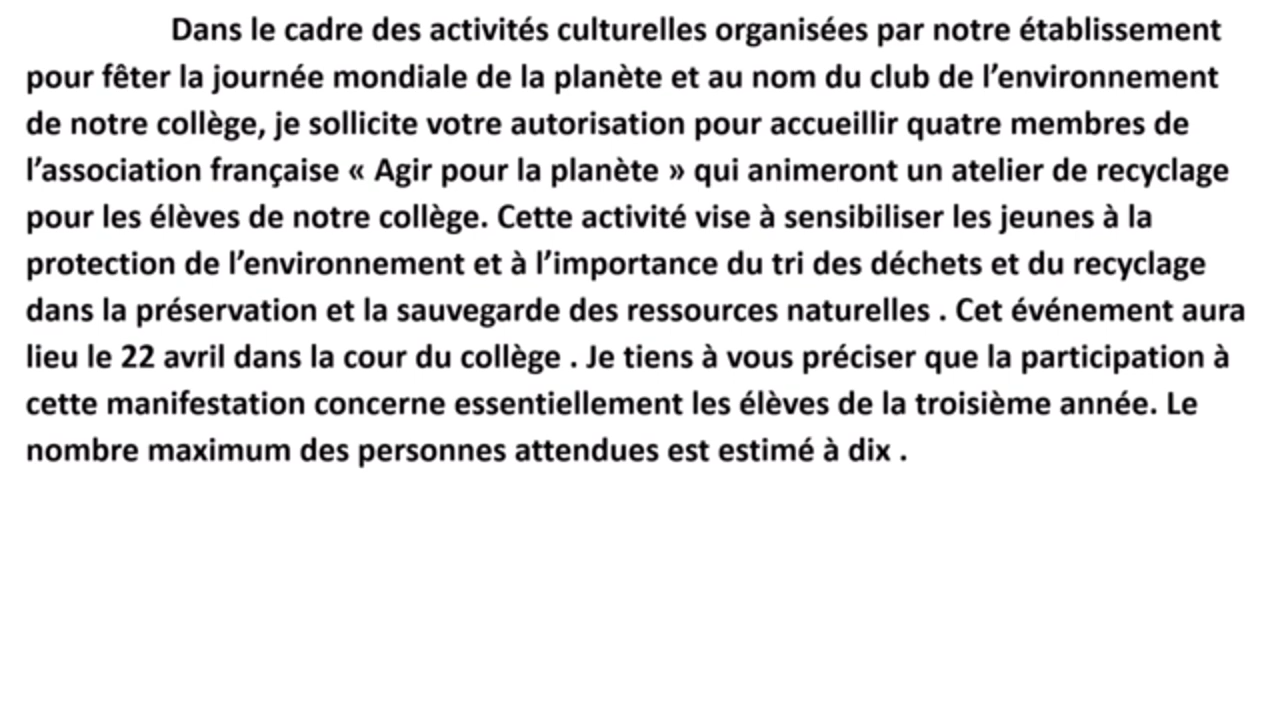 Dans le cadre des activités culturelles organisées par notre établissement
pour fêter la journée mondiale de la planète et au nom du club de l’environnement
de notre collège, je sollicite votre autorisation pour accueillir quatre membres de
l’association française « Agir pour la planète » qui animeront un atelier de recyclage
pour les élèves de notre collège. Cette activité vise à sensibiliser les jeunes à la
protection de l’environnement et à l’importance du tri des déchets et du recyclage
dans la préservation et la sauvegarde des ressources naturelles . Cet événement aura
lieu le 22 avril dans la cour du collège . Je tiens à vous préciser que la participation à
cette manifestation concerne essentiellement les élèves de la troisième année. Le
nombre maximum des personnes attendues est estimé à dix .